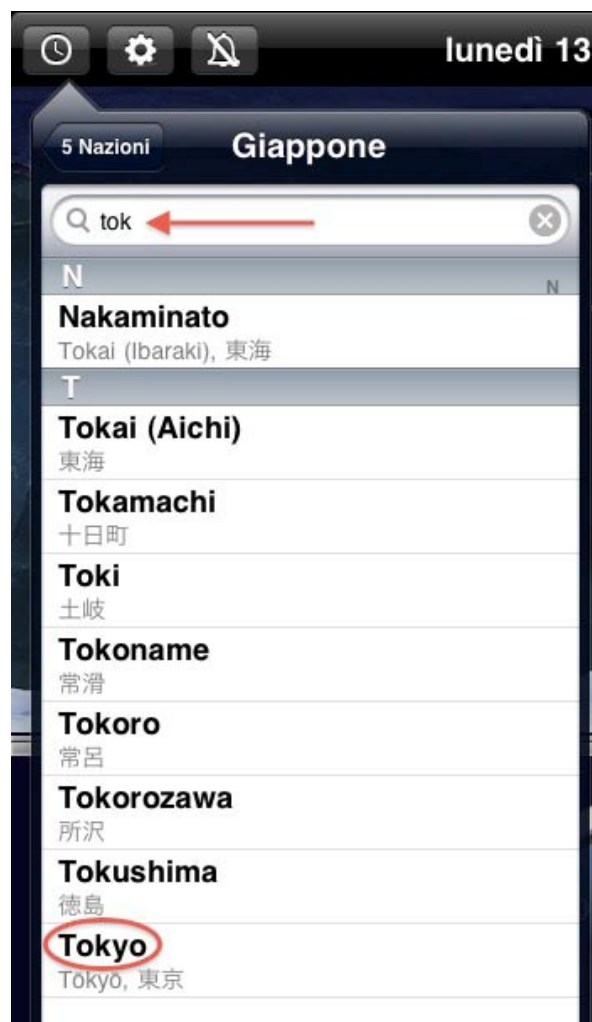 lunedì 13
5 Nazioni
Giappone
tok
N
N
Nakaminato
Tokai (Ibaraki), 東海
T
Tokai (Aichi)
東海
Tokamachi
十日町
Toki
土岐
Tokoname
常滑
Tokoro
常呂
Tokorozawa
所沢
Tokushima
徳島
Tokyo
Tōkyō, 東京